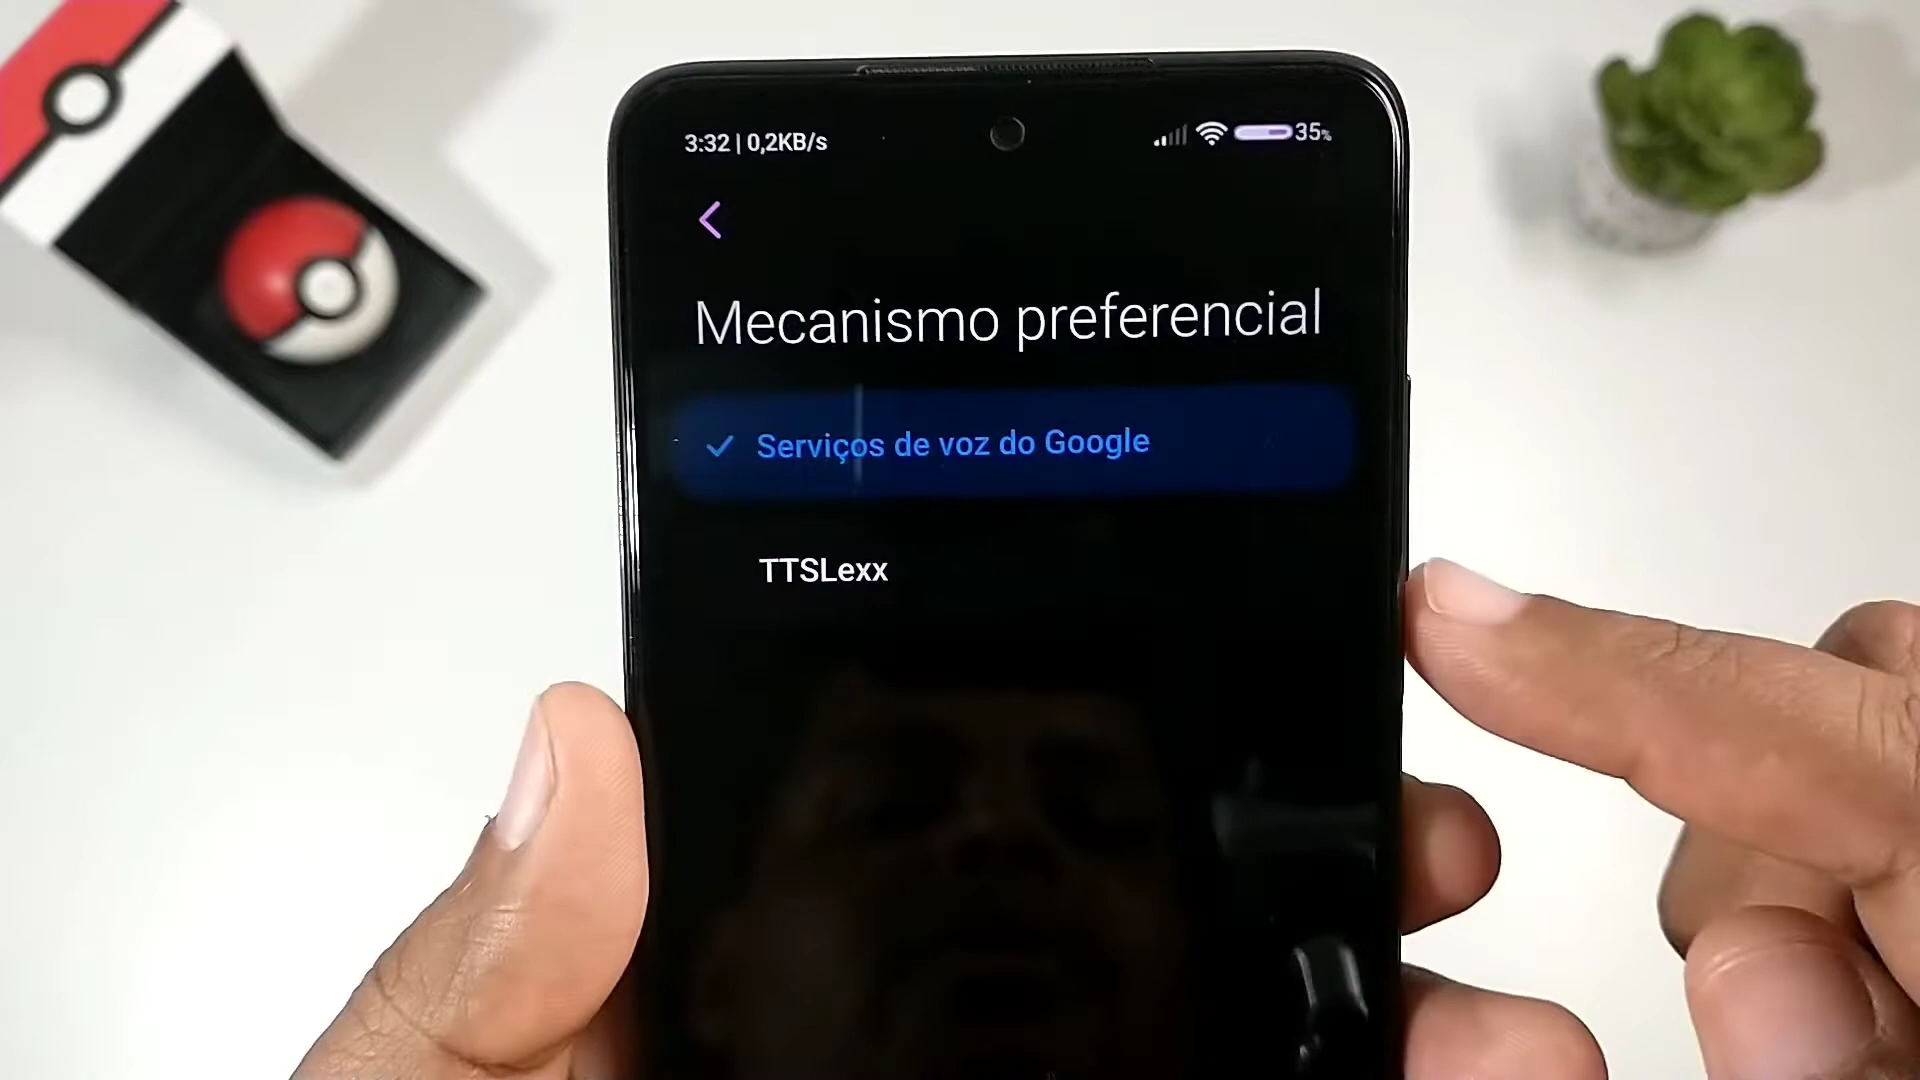 3:32 | 0,2KB/s
35%
Mecanismo preferencial
Serviços de voz do Google
TTSLexx